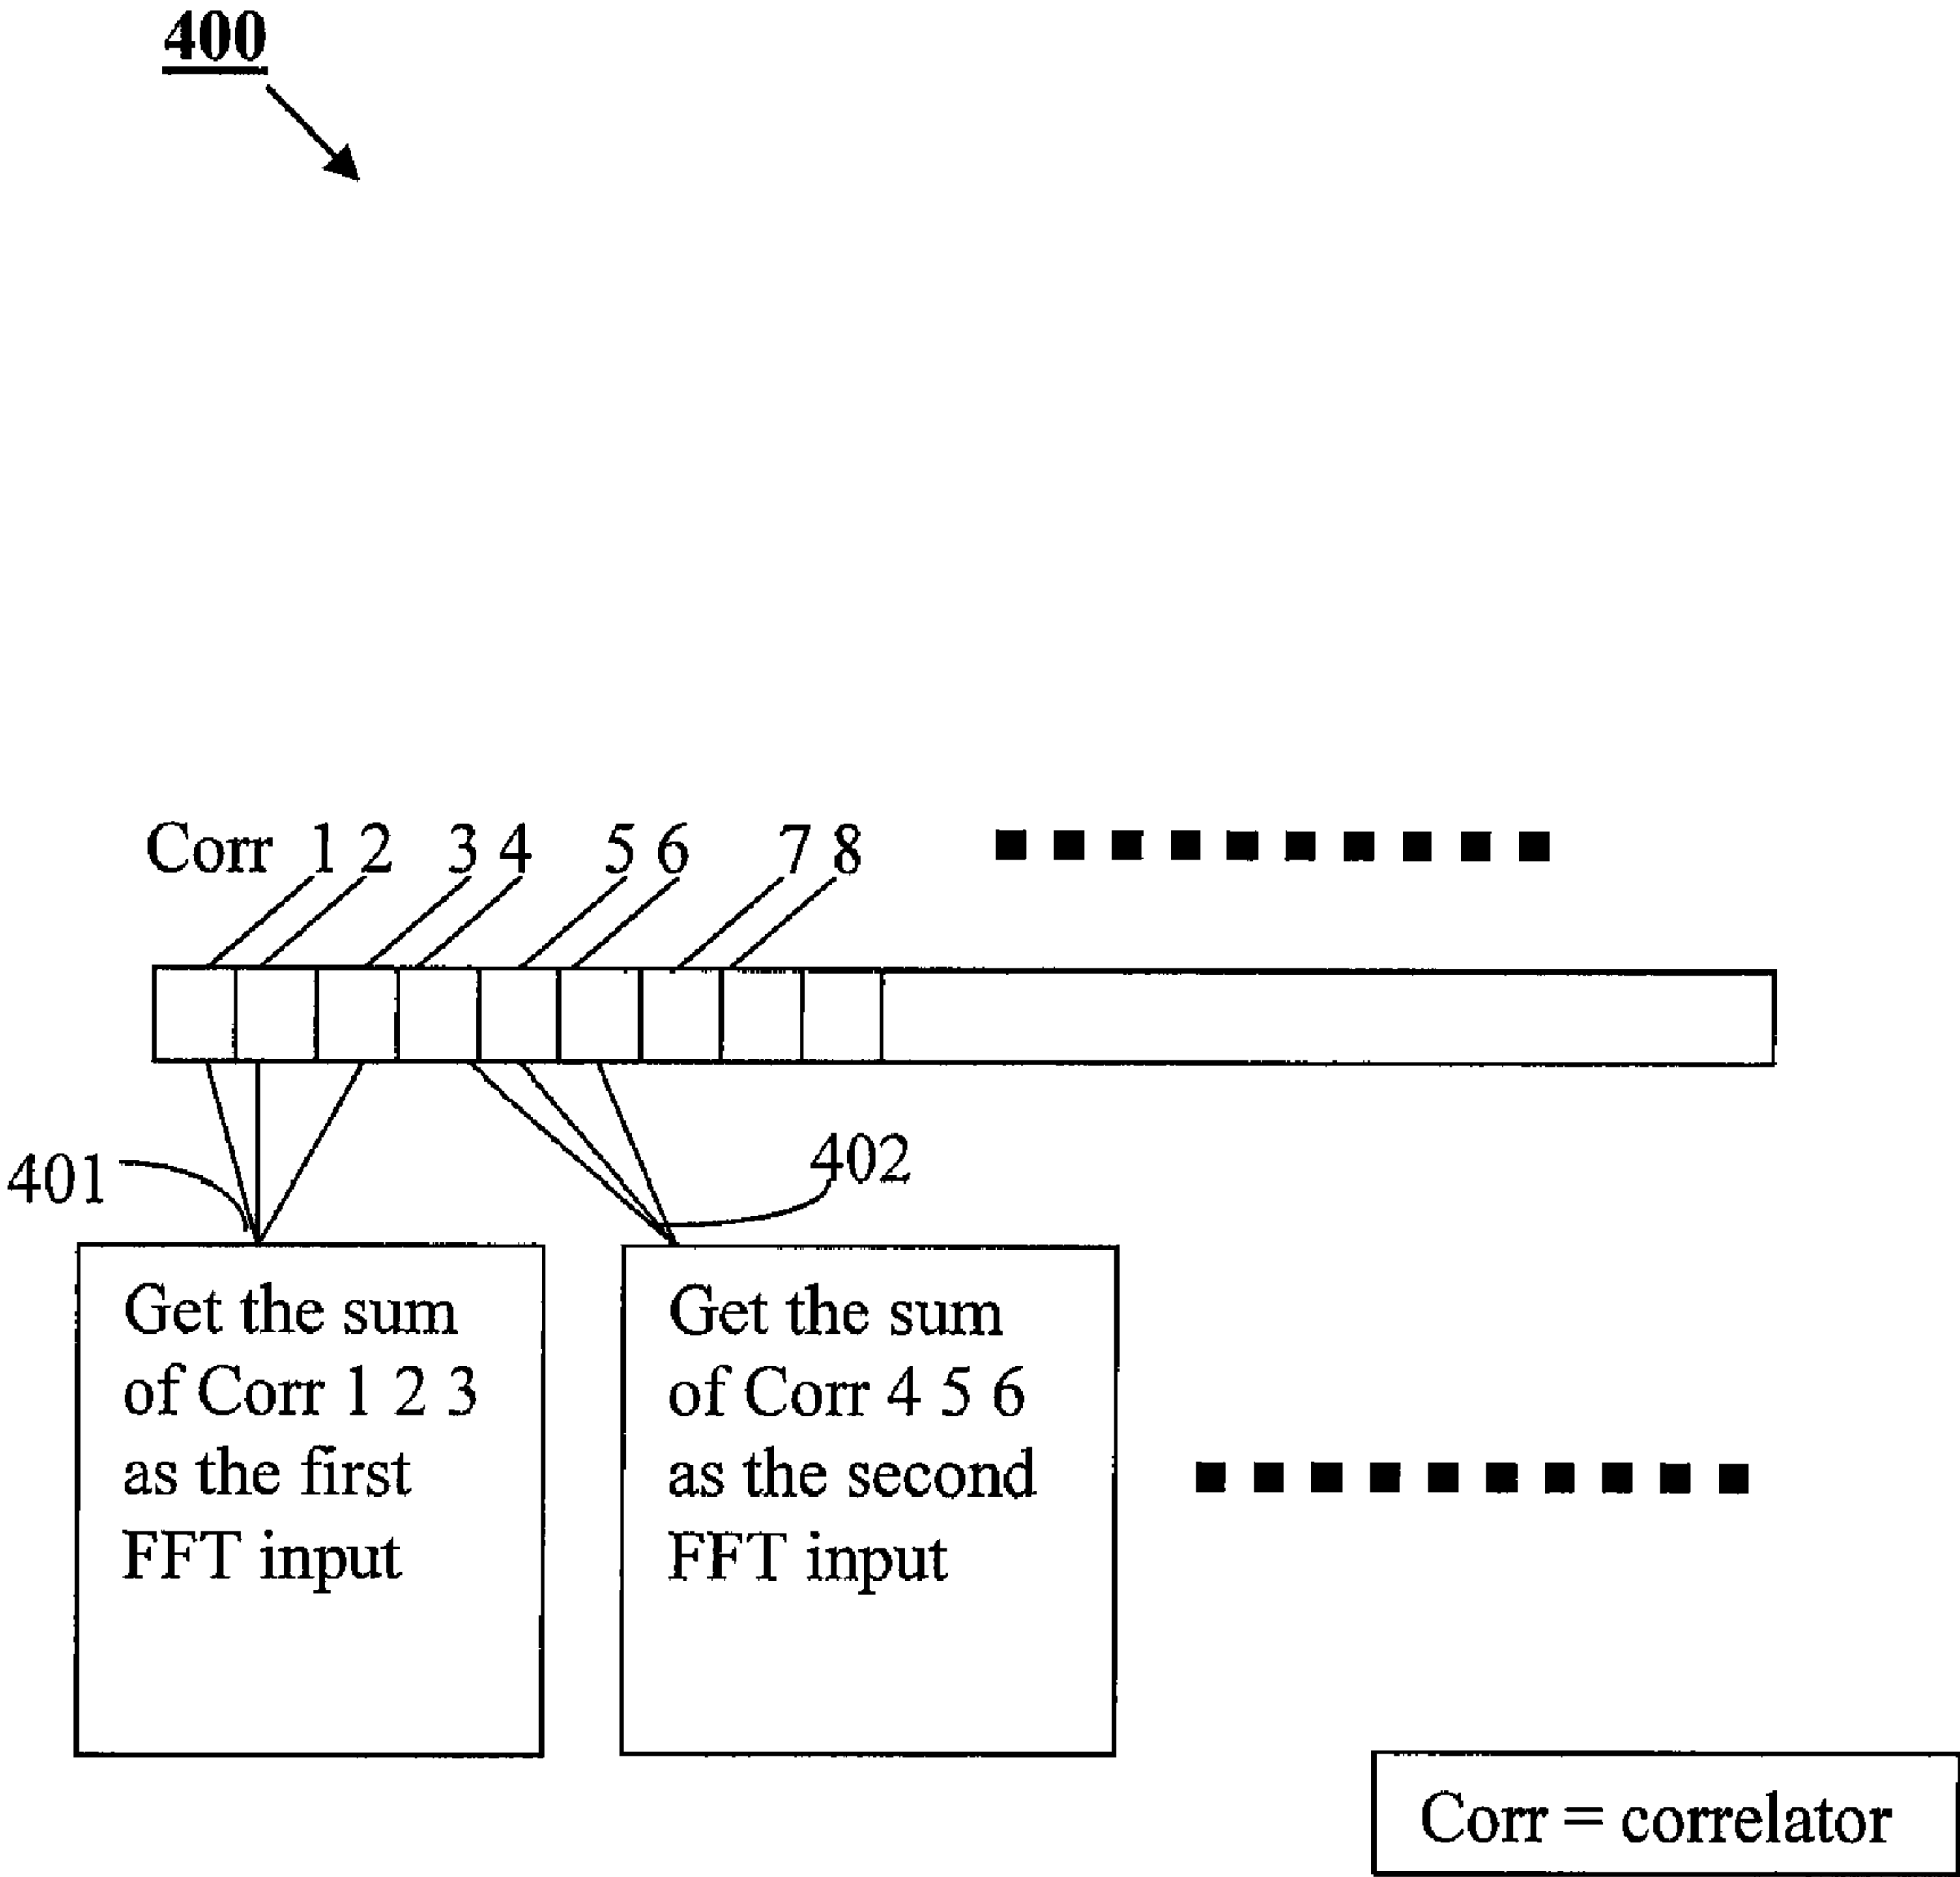 400
Corr 1 2 3 4 5 6 7 8
401
402
Get the sum
of Corr 1 2 3
as the first
FFT input
Get the sum
of Corr 4 5 6
as the second
FFT input
Corr = correlator